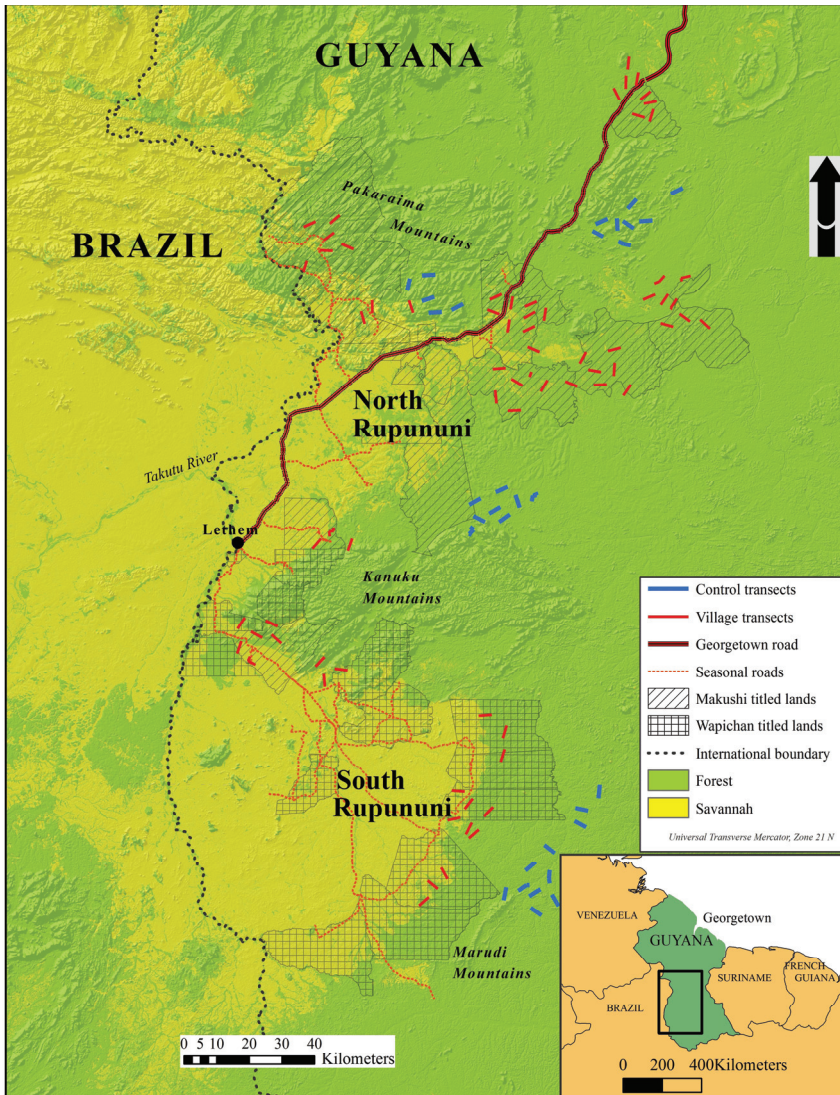 GUYANA
Pakaraima
Mountains
BRAZIL
North
Rupununi
Takutu River
Lethem
Kanuku
Mountains
South
Rupununi
Marudi
Mountains
Control transects
Village transects
Georgetown road
Seasonal roads
Makushi titled lands
Wapichan titled lands
International boundary
Forest
Savannah
Universal Transverse Mercator, Zone 21 N
0 5 10 20 30 40
Kilometers
VENEZUELA
Georgetown
GUYANA
SURINAME
FRENCH
GUIANA
BRAZIL
0 200 400Kilometers